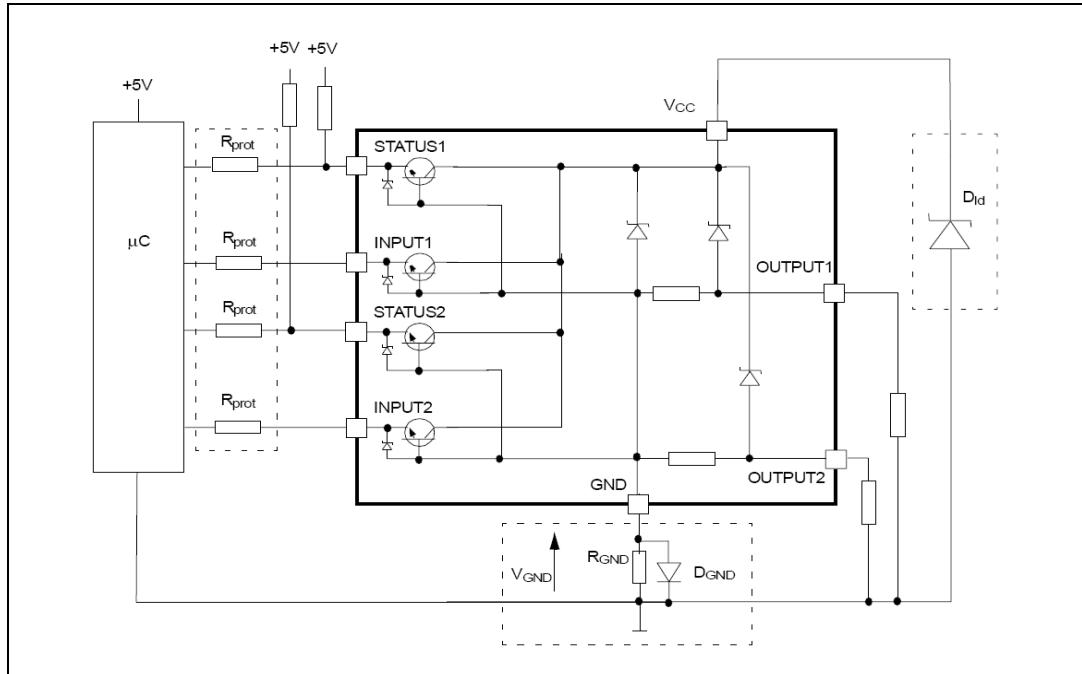 +5V +5V
+5V
VCC
Rprot
STATUS1
Dld
μC
Rprot
INPUT1
OUTPUT1
Rprot
STATUS2
Rprot
INPUT2
OUTPUT2
GND
RGND
VGND
DGND